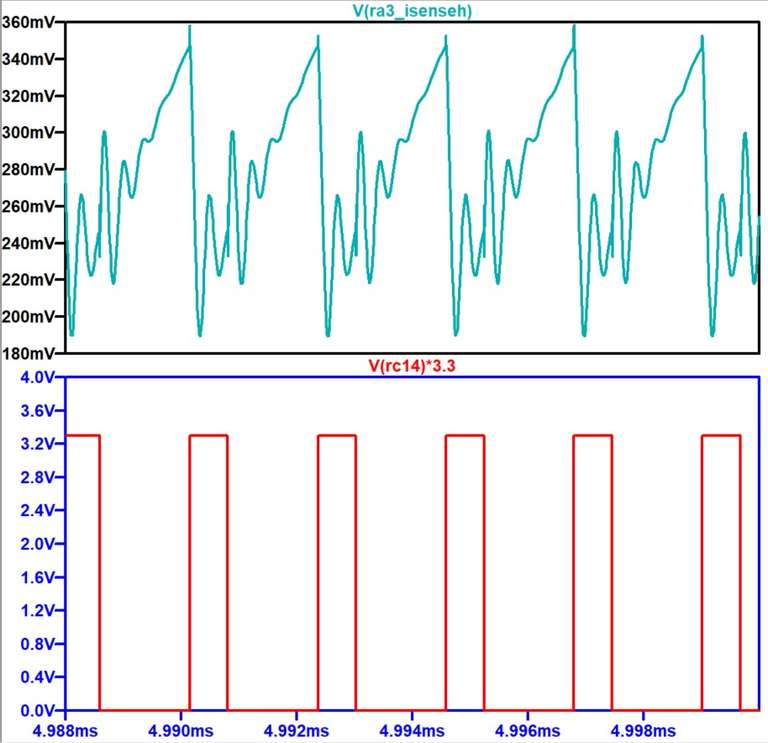 V(ra3_isenseh)
360mV
340mV
320mV
300mV
280mV
260mV
240mV
220mV
200mV
180mV
V(rc14)*3.3
4.0V
3.6V
3.2V
2.8V
2.4V
2.0V
1.6V
1.2V
0.8V
0.4V
0.0V
4.988ms 4.990ms 4.992ms 4.994ms 4.996ms 4.998ms